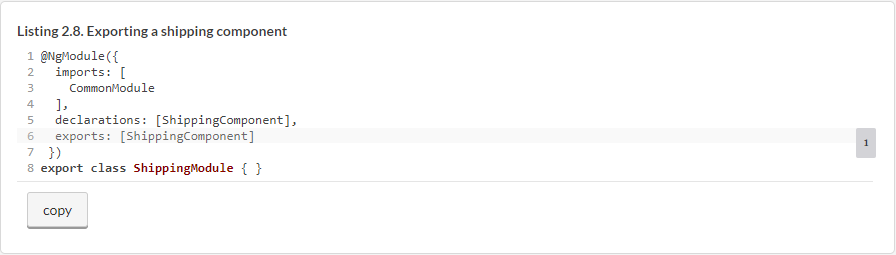 Listing 2.8. Exporting a shipping component
1 @NgModule({
2   imports: [
3     CommonModule
4   ],
5   declarations: [ShippingComponent],
6   exports: [ShippingComponent] 1
7  })
8 export class ShippingModule { }
copy